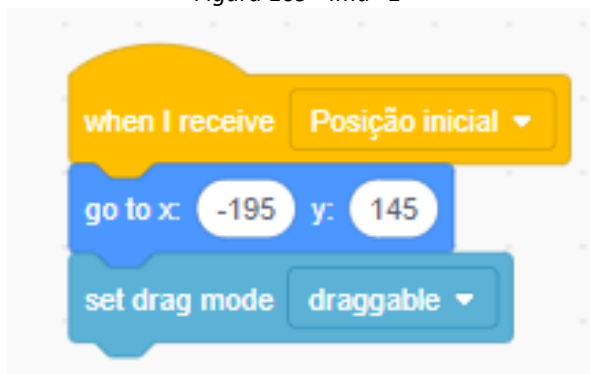 when I receive Posição inicial
go to x: -195 y: 145
set drag mode draggable